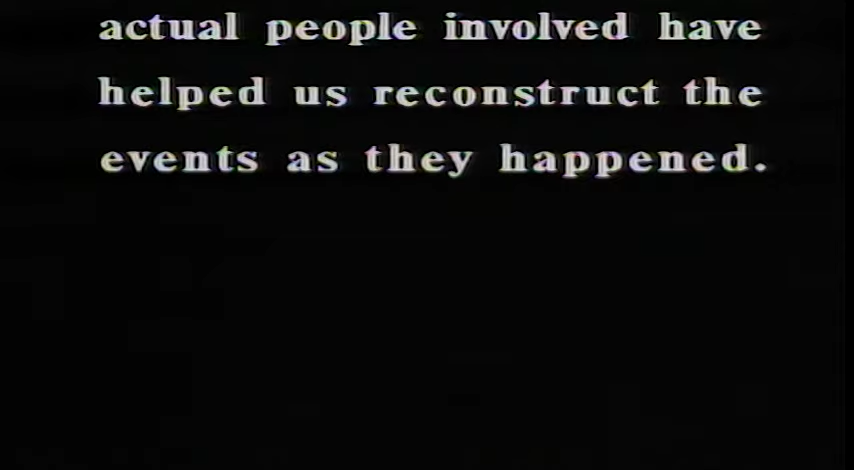 actual people involved have
helped us reconstruct the
events as they happened.